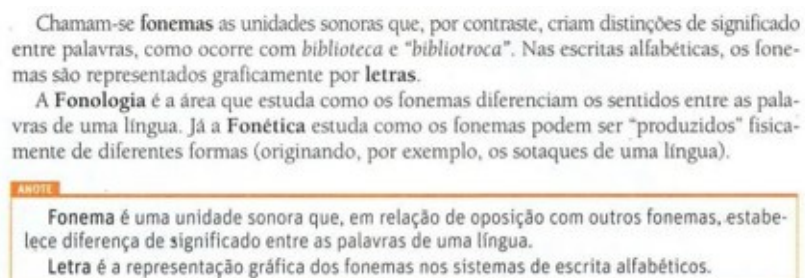 Chamam-se fonemas as unidades sonoras que, por contraste, criam distinções de significado
entre palavras, como ocorre com biblioteca e "bibliotroca". Nas escritas alfabéticas, os fone-
mas são representados graficamente por letras.
A Fonologia é a área que estuda como os fonemas diferenciam os sentidos entre as pala-
vras de uma língua. Já a Fonética estuda como os fonemas podem ser "produzidos" fisica-
mente de diferentes formas (originando, por exemplo, os sotaques de uma língua).
ANOTE
Fonema é uma unidade sonora que, em relação de oposição com outros fonemas, estabe-
lece diferença de significado entre as palavras de uma língua.
Letra é a representação gráfica dos fonemas nos sistemas de escrita alfabéticos.